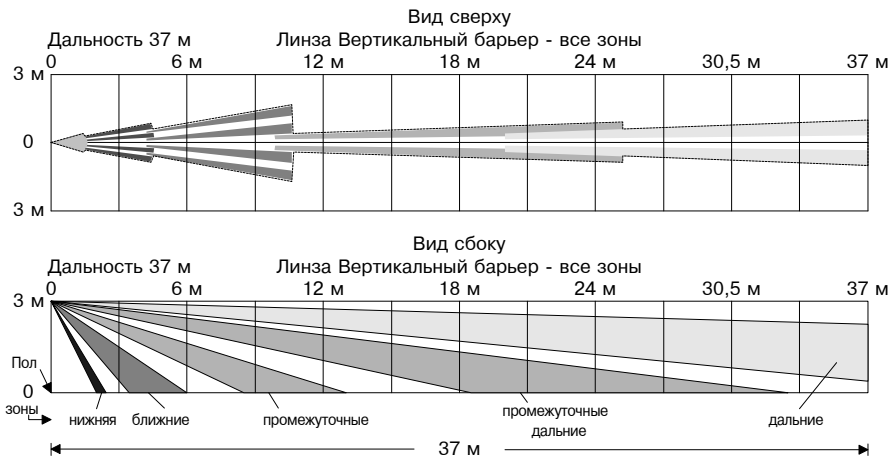 Вид сверху
Дальность 37 м Линза Вертикальный барьер - все зоны
0 6 м 12 м 18 м 24 м 30,5 м 37 м
3 м
0
3 м
Вид сбоку
Дальность 37 м Линза Вертикальный барьер - все зоны
0 6 м 12 м 18 м 24 м 30,5 м 37 м
3 м
Пол
0
зоны
нижняя ближние промежуточные промежуточные дальние
дальние
37 м